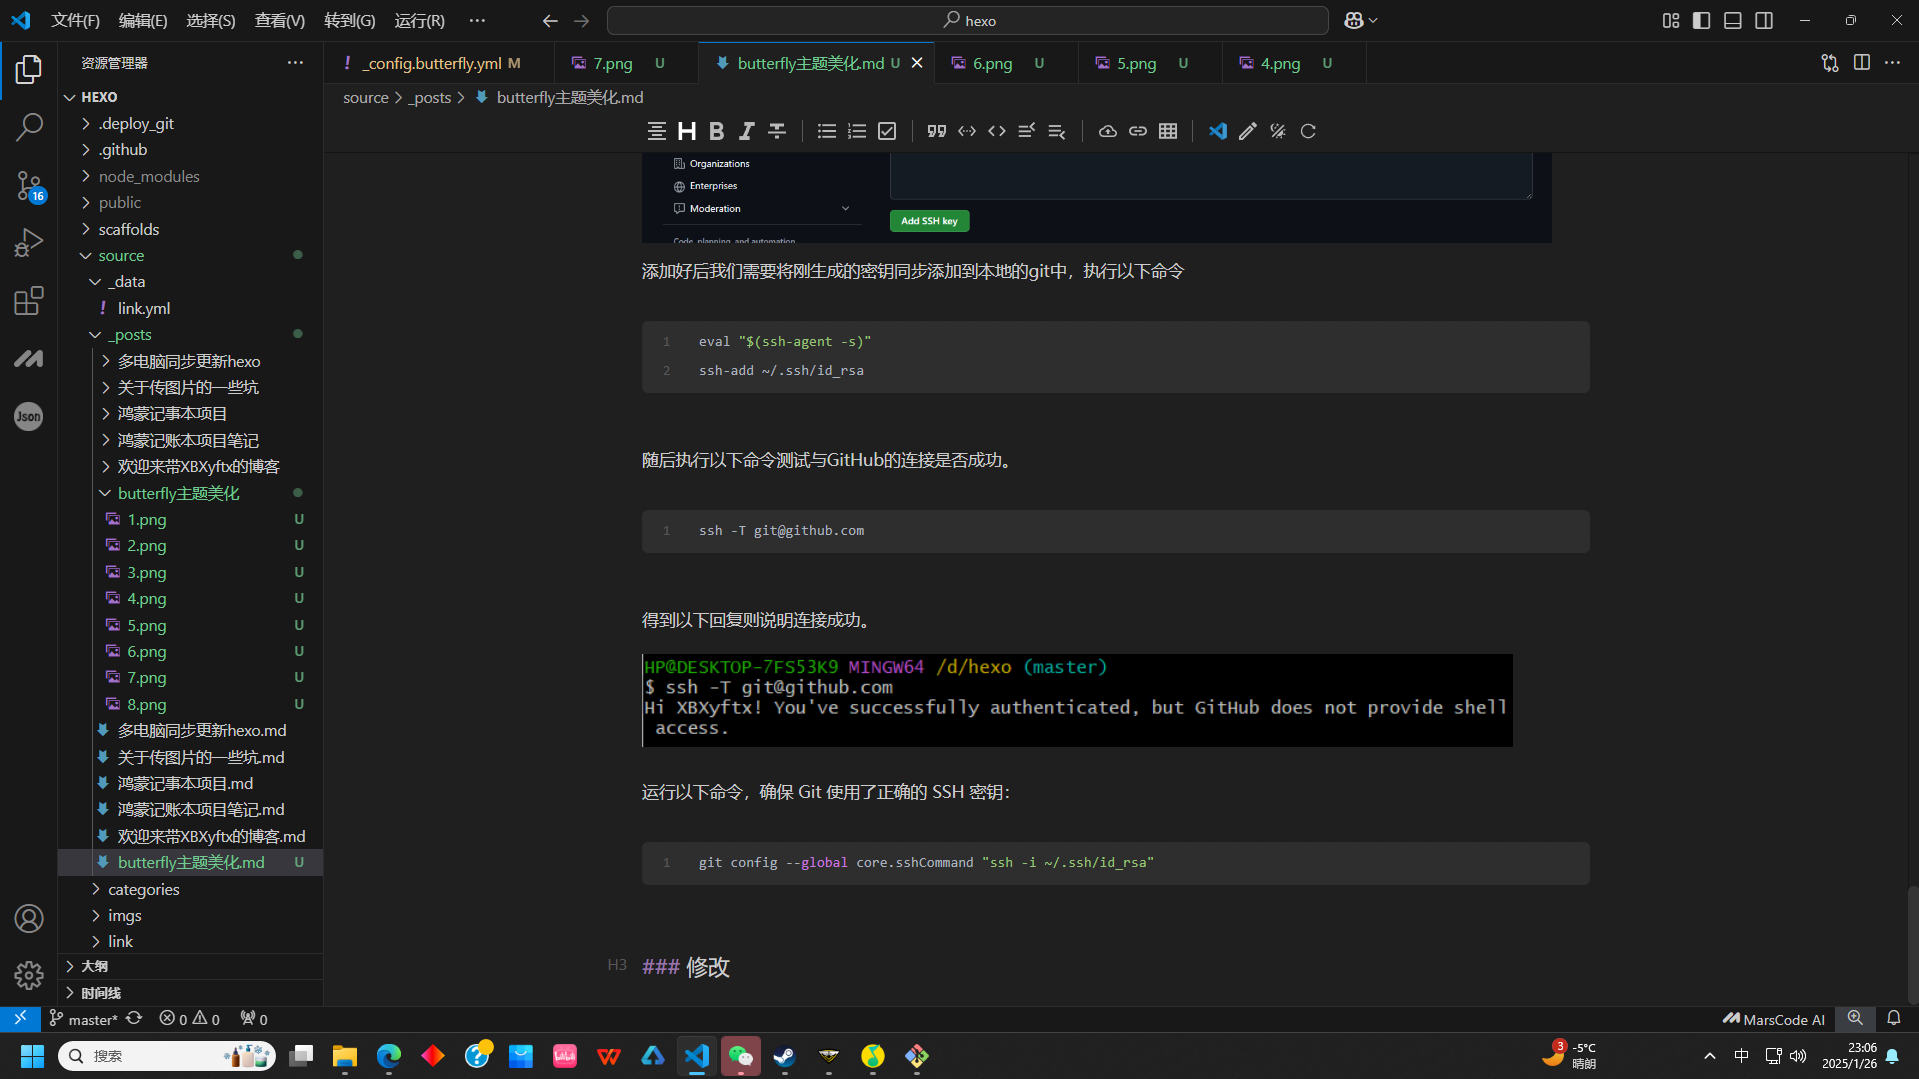 文件(F) 编辑(E) 选择(S) 查看(V) 转到(G) 运行(R) ··· hexo
资源管理器 ···
_config.butterfly.yml M 7.png U butterfly主题美化.md U 6.png U 5.png U 4.png U
source > _posts > butterfly主题美化.md
HEXO
.deploy_git
.github
node_modules
public
scaffolds
source
_data
! link.yml
_posts
多电脑同步更新hexo
关于传图片的一些坑
鸿蒙记事本项目
鸿蒙记账本项目笔记
欢迎来带XBXyftx的博客
butterfly主题美化
1.png U
2.png U
3.png U
4.png U
5.png U
6.png U
7.png U
8.png U
多电脑同步更新hexo.md
关于传图片的一些坑.md
鸿蒙记事本项目.md
鸿蒙记账本项目笔记.md
欢迎来带XBXyftx的博客.md
butterfly主题美化.md U
categories
imgs
link
大纲
时间线
16
Json
Organizations
Enterprises
Moderation
Code, planning, and automation
Add SSH key
添加好后我们需要将刚生成的密钥同步添加到本地的git中，执行以下命令
1 eval "$(ssh-agent -s)"
2 ssh-add ~/.ssh/id_rsa
随后执行以下命令测试与GitHub的连接是否成功。
1 ssh -T git@github.com
得到以下回复则说明连接成功。
HP@DESKTOP-7FS53K9 MINGW64 /d/hexo (master)
$ ssh -T git@github.com
Hi XBXyftx! You've successfully authenticated, but GitHub does not provide shell
access.
运行以下命令，确保 Git 使用了正确的 SSH 密钥：
1 git config --global core.sshCommand "ssh -i ~/.ssh/id_rsa"
H3 ### 修改
master* 0 0 0 MarsCode AI
搜索
3 -5°C
晴朗
中
23:06
2025/1/26